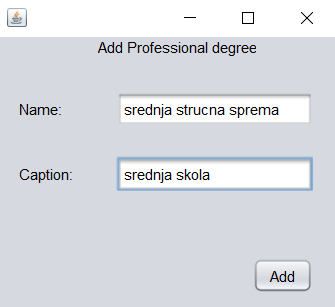 Add Professional degree
Name: srednja strucna sprema
Caption: srednja skola
Add